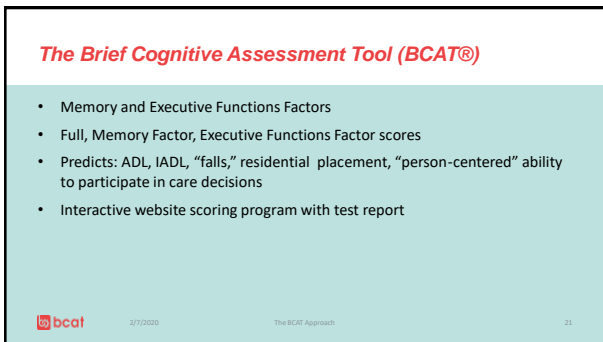 The Brief Cognitive Assessment Tool (BCAT®)
• Memory and Executive Functions Factors
• Full, Memory Factor, Executive Functions Factor scores
• Predicts: ADL, IADL, “falls,” residential placement, “person-centered” ability
to participate in care decisions
• Interactive website scoring program with test report
bcat 2/7/2020 The BCAT Approach 21